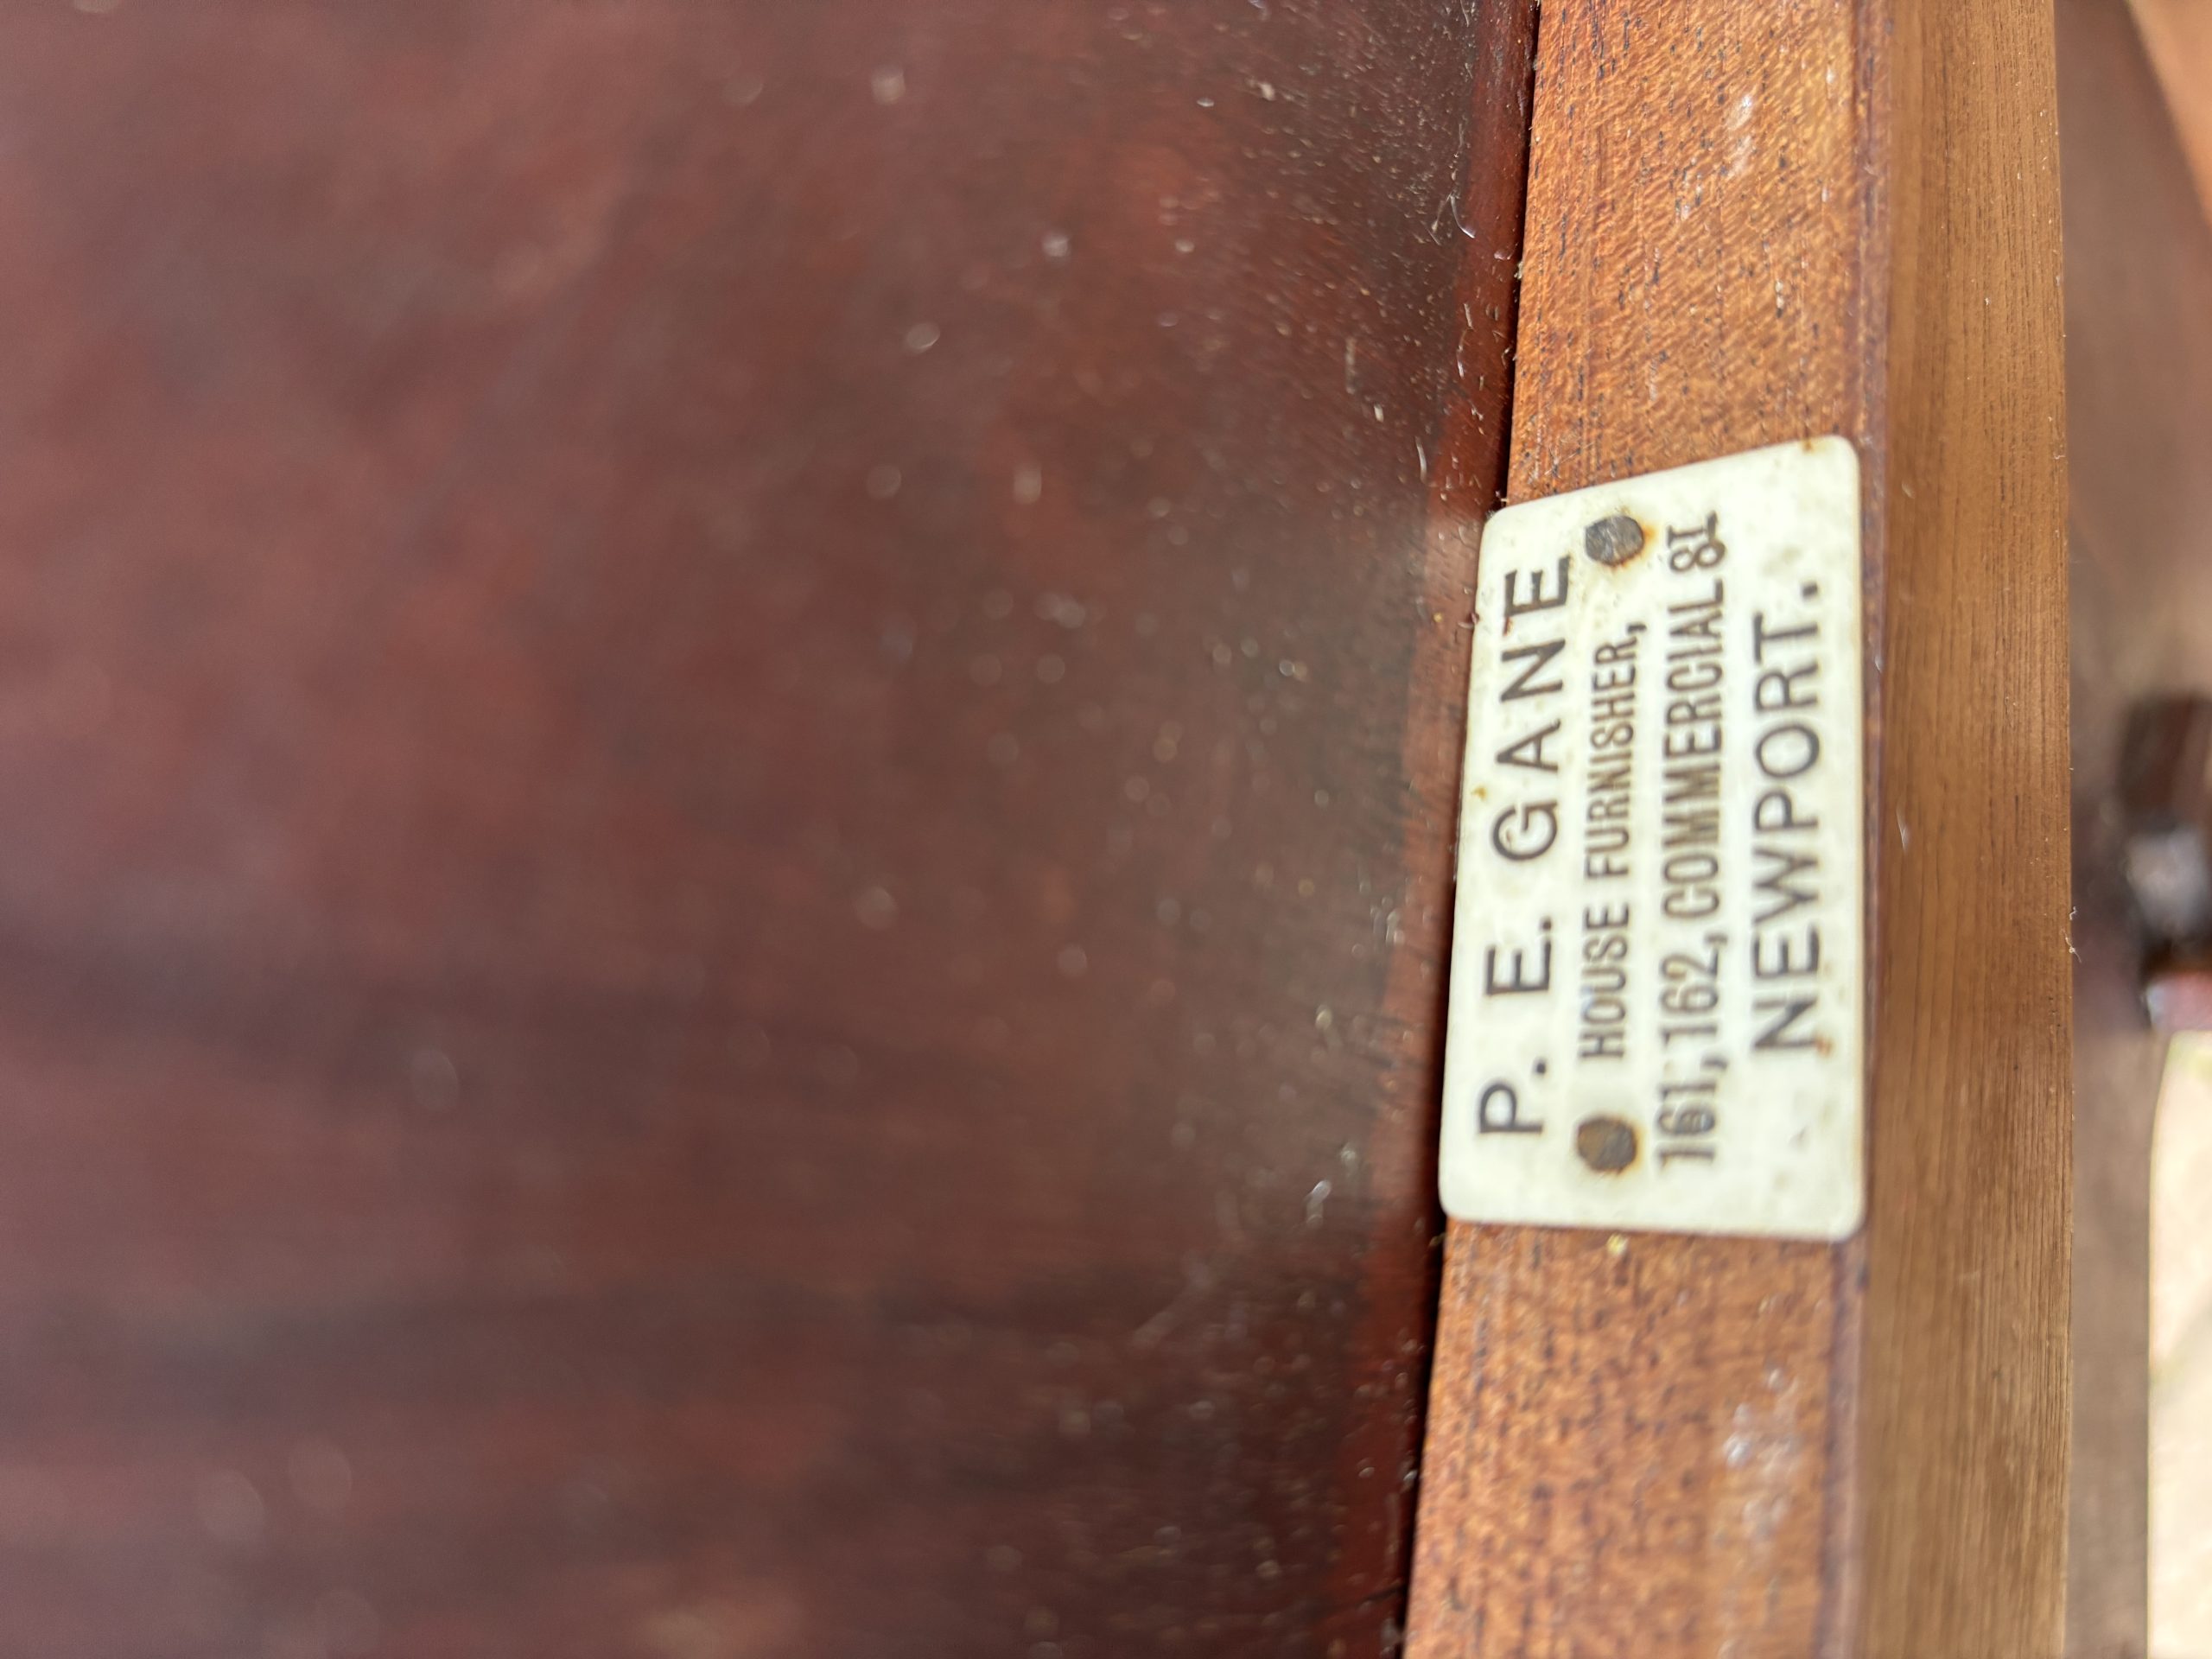 P. E. GANE
HOUSE FURNISHER,
161, 162, COMMERCIAL ST
NEWPORT.